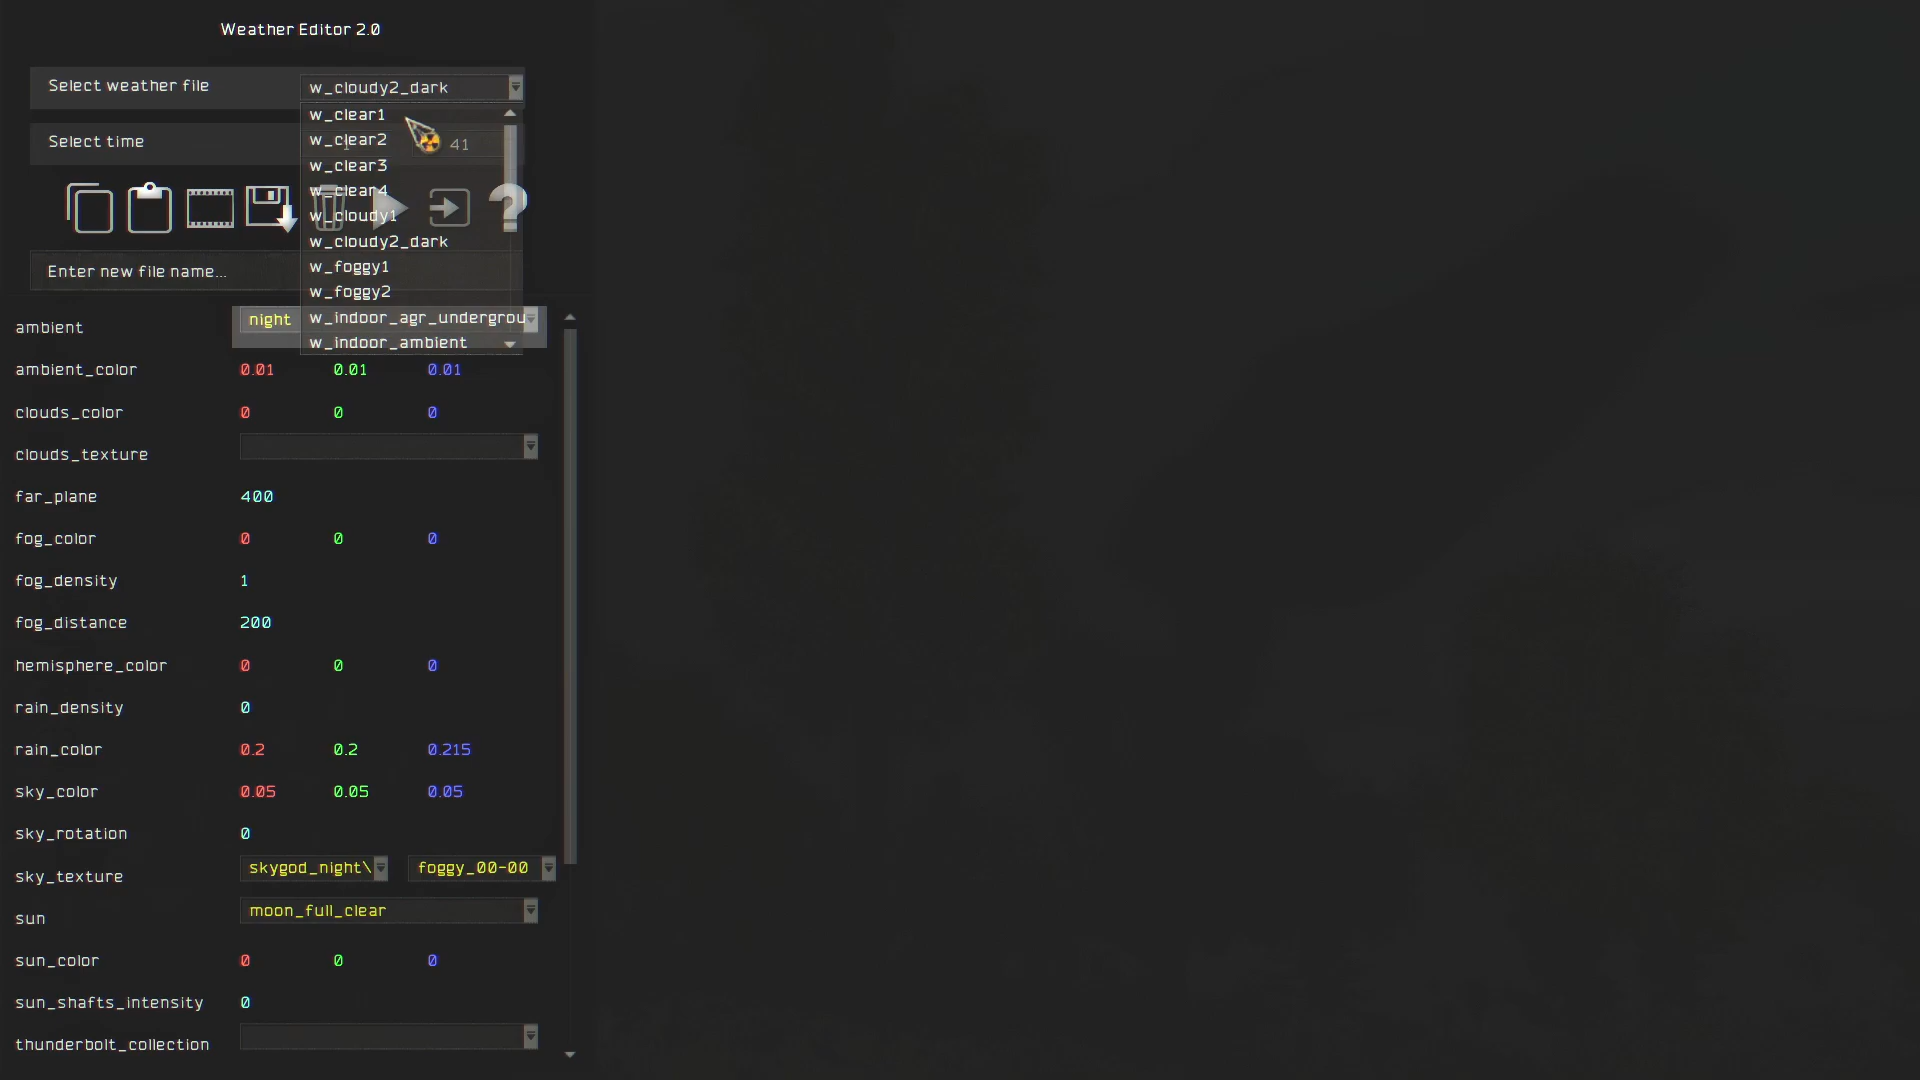 Weather Editor 2.0
Select weather file
w_cloudy2_dark
w_clear1
w_clear2
w_clear3
w_clear4
w_cloudy1
w_cloudy2_dark
w_foggy1
w_foggy2
w_indoor_agr_undergrou
w_indoor_ambient
Select time
41
?
Enter new file name...
ambient night
ambient_color 0.01 0.01 0.01
clouds_color 0 0 0
clouds_texture
far_plane 400
fog_color 0 0 0
fog_density 1
fog_distance 200
hemisphere_color 0 0 0
rain_density 0
rain_color 0.2 0.2 0.215
sky_color 0.05 0.05 0.05
sky_rotation 0
sky_texture skygod_night\ foggy_00-00
sun moon_full_clear
sun_color 0 0 0
sun_shafts_intensity 0
thunderbolt_collection